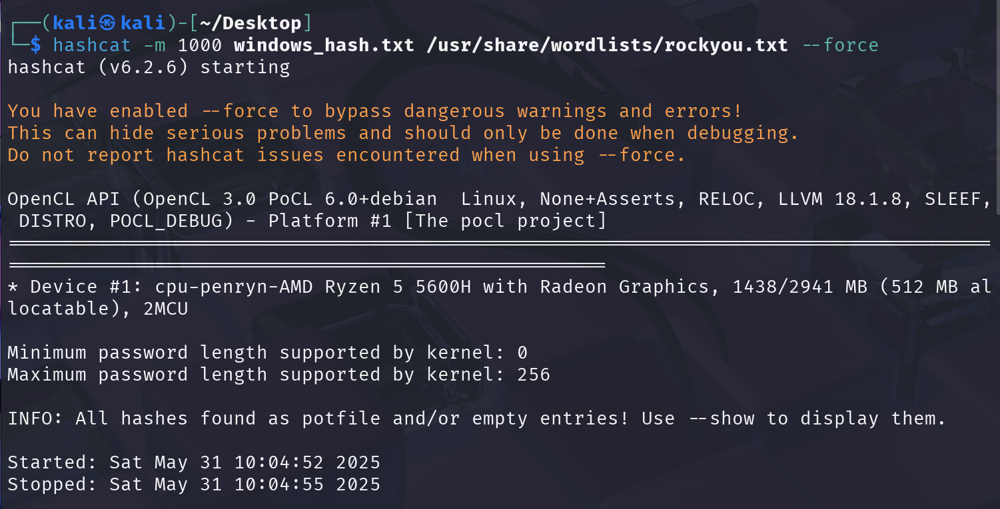 ┌──(kali㉿kali)-[~/Desktop]
└─$ hashcat -m 1000 windows_hash.txt /usr/share/wordlists/rockyou.txt --force
hashcat (v6.2.6) starting
You have enabled --force to bypass dangerous warnings and errors!
This can hide serious problems and should only be done when debugging.
Do not report hashcat issues encountered when using --force.
OpenCL API (OpenCL 3.0 PoCL 6.0+debian  Linux, None+Asserts, RELOC, LLVM 18.1.8, SLEEF,
 DISTRO, POCL_DEBUG) - Platform #1 [The pocl project]
=======================================================================================
=====================================================
* Device #1: cpu-penryn-AMD Ryzen 5 5600H with Radeon Graphics, 1438/2941 MB (512 MB al
locatable), 2MCU
Minimum password length supported by kernel: 0
Maximum password length supported by kernel: 256
INFO: All hashes found as potfile and/or empty entries! Use --show to display them.
Started: Sat May 31 10:04:52 2025
Stopped: Sat May 31 10:04:55 2025